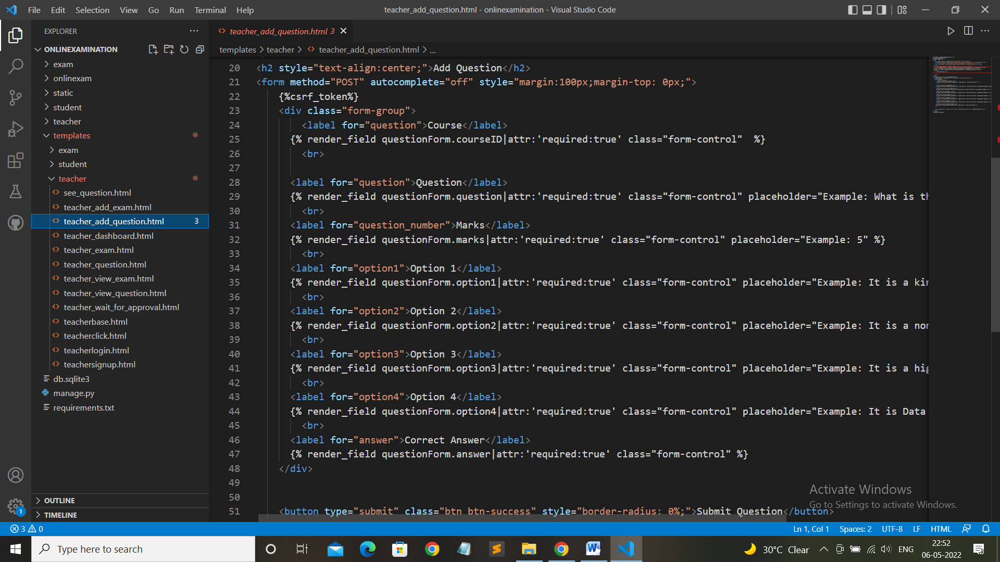 File Edit Selection View Go Run Terminal Help
teacher_add_question.html - onlinexamination - Visual Studio Code
EXPLORER
ONLINEXAMINATION
exam
onlinexam
static
student
teacher
templates
exam
student
teacher
see_question.html
teacher_add_exam.html
teacher_add_question.html 3
teacher_dashboard.html
teacher_exam.html
teacher_question.html
teacher_view_exam.html
teacher_view_question.html
teacher_wait_for_approval.html
teacherbase.html
teacherclick.html
teacherlogin.html
teachersignup.html
db.sqlite3
manage.py
requirements.txt
OUTLINE
TIMELINE
teacher_add_question.html 3
templates > teacher > teacher_add_question.html > ...
20 <h2 style="text-align:center;">Add Question</h2>
21 <form method="POST" autocomplete="off" style="margin:100px;margin-top: 0px;">
22 {%csrf_token%}
23 <div class="form-group">
24 <label for="question">Course</label>
25 {% render_field questionForm.courseID|attr:'required:true' class="form-control"  %}
26 <br>
27
28 <label for="question">Question</label>
29 {% render_field questionForm.question|attr:'required:true' class="form-control" placeholder="Example: What is th
30 <br>
31 <label for="question_number">Marks</label>
32 {% render_field questionForm.marks|attr:'required:true' class="form-control" placeholder="Example: 5" %}
33 <br>
34 <label for="option1">Option 1</label>
35 {% render_field questionForm.option1|attr:'required:true' class="form-control" placeholder="Example: It is a kin
36 <br>
37 <label for="option2">Option 2</label>
38 {% render_field questionForm.option2|attr:'required:true' class="form-control" placeholder="Example: It is a non
39 <br>
40 <label for="option3">Option 3</label>
41 {% render_field questionForm.option3|attr:'required:true' class="form-control" placeholder="Example: It is a hig
42 <br>
43 <label for="option4">Option 4</label>
44 {% render_field questionForm.option4|attr:'required:true' class="form-control" placeholder="Example: It is Data
45 <br>
46 <label for="answer">Correct Answer</label>
47 {% render_field questionForm.answer|attr:'required:true' class="form-control" %}
48 </div>
49
50
51 <button type="submit" class="btn btn-success" style="border-radius: 0%;">Submit Question</button>
Activate Windows
Go to Settings to activate Windows.
1
3 0
Ln 1, Col 1 Spaces: 2 UTF-8 LF HTML
Type here to search
30°C Clear ENG
22:52
06-05-2022